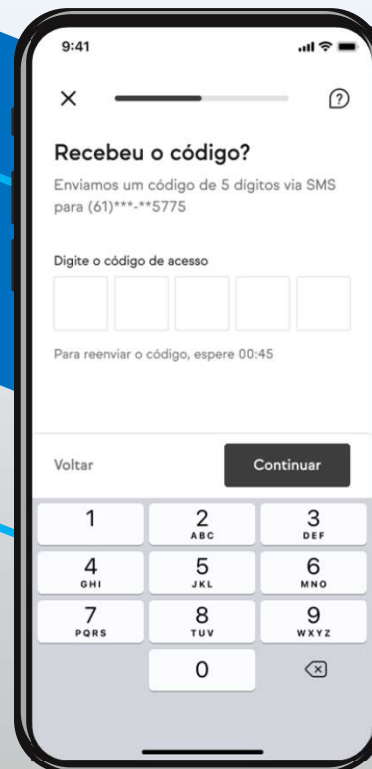 9:41
Recebeu o código?
Enviamos um código de 5 dígitos via SMS
para (61)***-**5775
Digite o código de acesso
Para reenviar o código, espere 00:45
Voltar Continuar
1 2 3
ABC DEF
4 5 6
GHI JKL MNO
7 8 9
PQRS TUV WXYZ
0